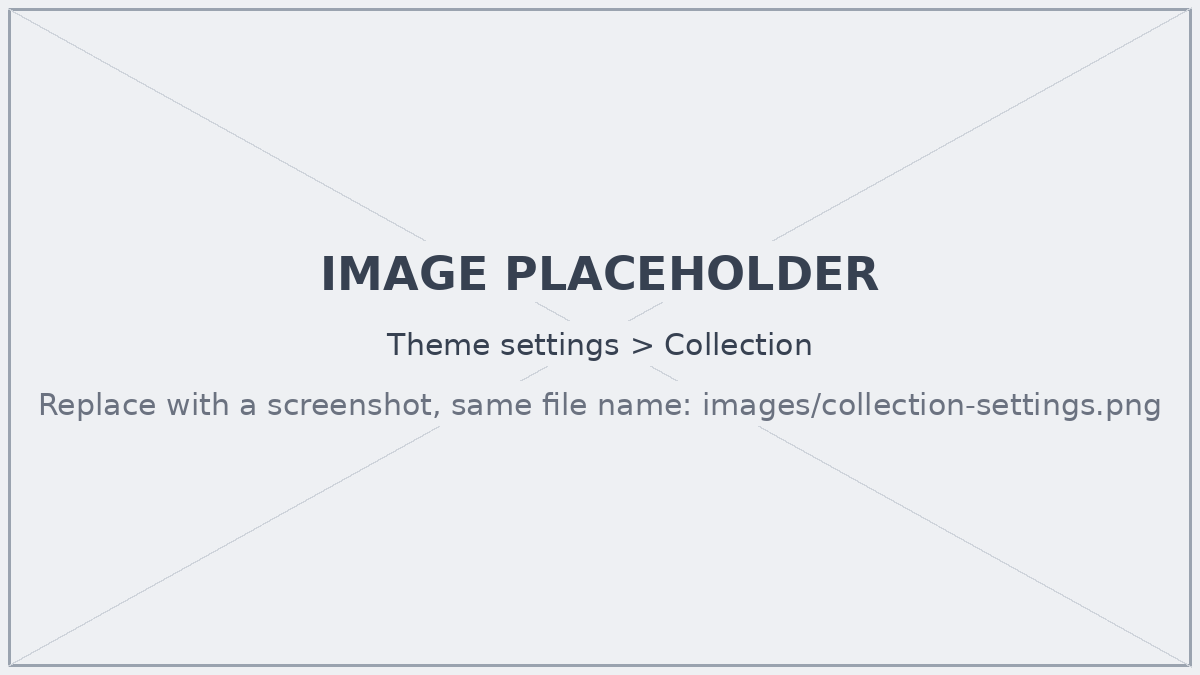 IMAGE PLACEHOLDER
Theme settings > Collection
Replace with a screenshot, same file name: images/collection-settings.png